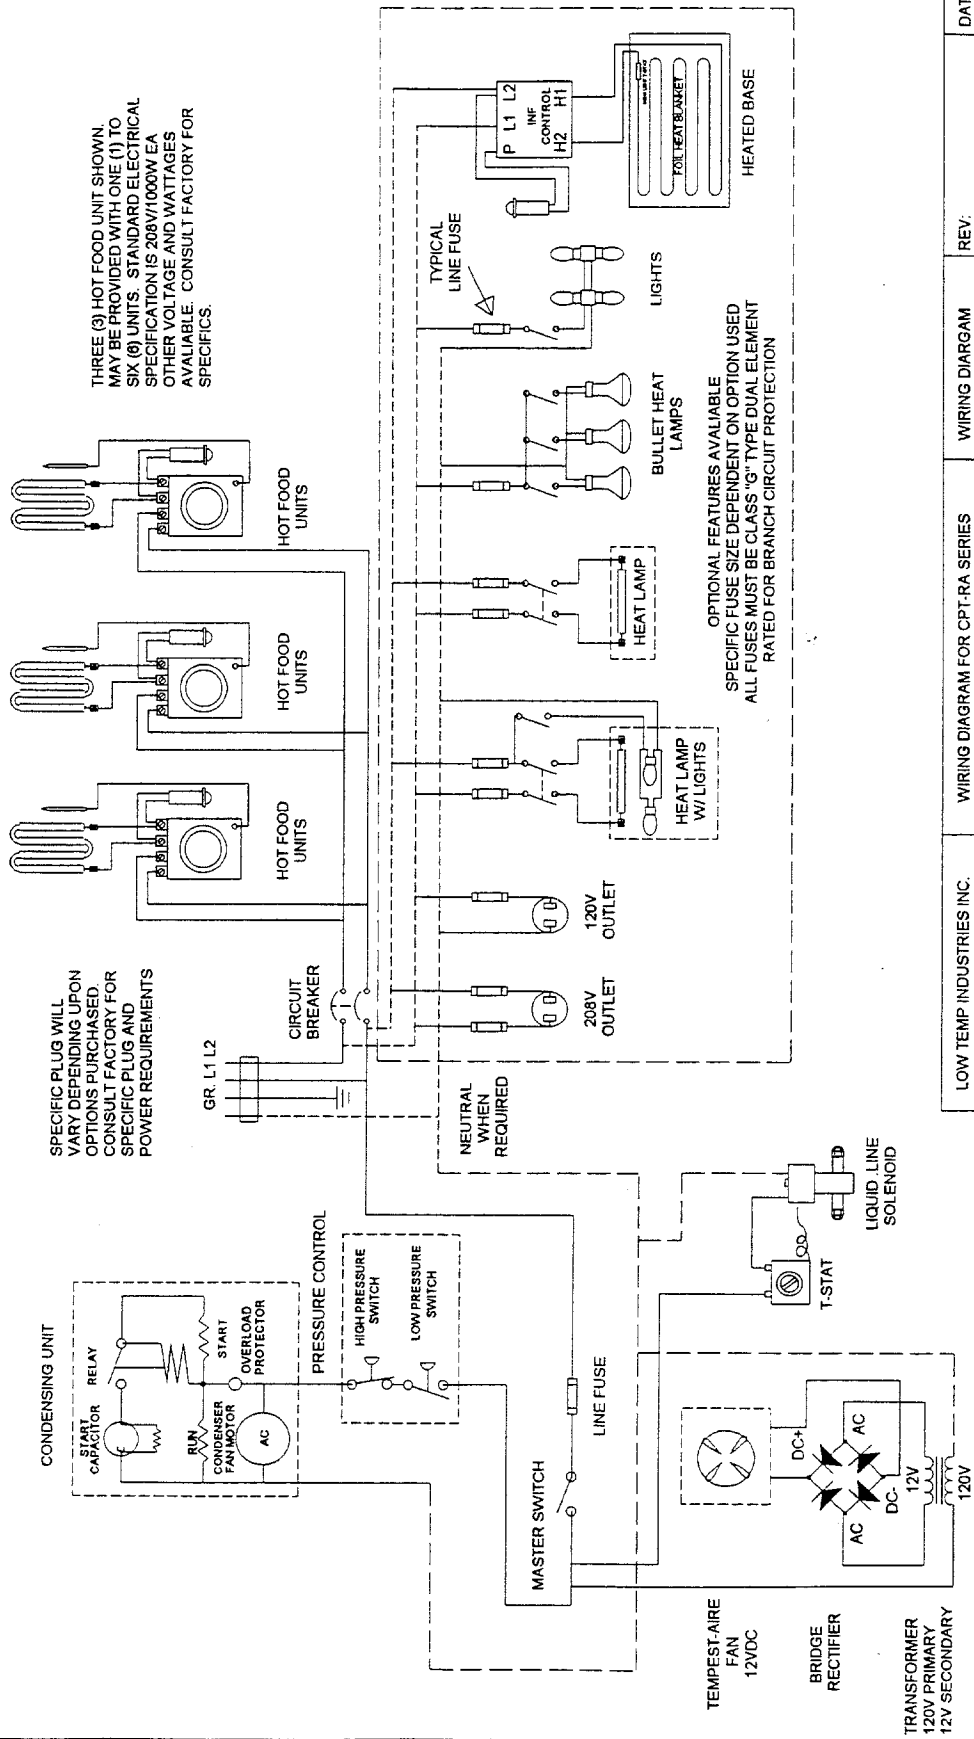 THREE (3) HOT FOOD UNIT SHOWN.
MAY BE PROVIDED WITH ONE (1) TO
SIX (6) UNITS. STANDARD ELECTRICAL
SPECIFICATION IS 208V/1000W EA
OTHER VOLTAGE AND WATTAGES
AVALIABLE. CONSULT FACTORY FOR
SPECIFICS.
HOT FOOD
UNITS
HOT FOOD
UNITS
HOT FOOD
UNITS
SPECIFIC PLUG WILL
VARY DEPENDING UPON
OPTIONS PURCHASED.
CONSULT FACTORY FOR
SPECIFIC PLUG AND
POWER REQUIREMENTS
GR. L1 L2
CIRCUIT
BREAKER
NEUTRAL
WHEN
REQUIRED
CONDENSING UNIT
RELAY
START
CAPACITOR
START
RUN
OVERLOAD
PROTECTOR
CONDENSER
FAN MOTOR
AC
PRESSURE CONTROL
HIGH PRESSURE
SWITCH
LOW PRESSURE
SWITCH
MASTER SWITCH
LINE FUSE
TEMPEST-AIRE
FAN
12VDC
BRIDGE
RECTIFIER
TRANSFORMER
120V PRIMARY
12V SECONDARY
DC+
AC
AC
DC-
12V
120V
T-STAT
LIQUID .LINE
SOLENOID
208V
OUTLET
120V
OUTLET
HEAT LAMP
W/ LIGHTS
HEAT LAMP
BULLET HEAT
LAMPS
TYPICAL
LINE FUSE
LIGHTS
P L1 L2
INF
CONTROL
H2 H1
FOIL HEAT BLANKET
HEATED BASE
OPTIONAL FEATURES AVALIABLE
SPECIFIC FUSE SIZE DEPENDENT ON OPTION USED
ALL FUSES MUST BE CLASS "G" TYPE DUAL ELEMENT
RATED FOR BRANCH CIRCUIT PROTECTION
LOW TEMP INDUSTRIES INC.
WIRING DIAGRAM FOR CPT-RA SERIES
WIRING DIARGAM
REV:
DAT